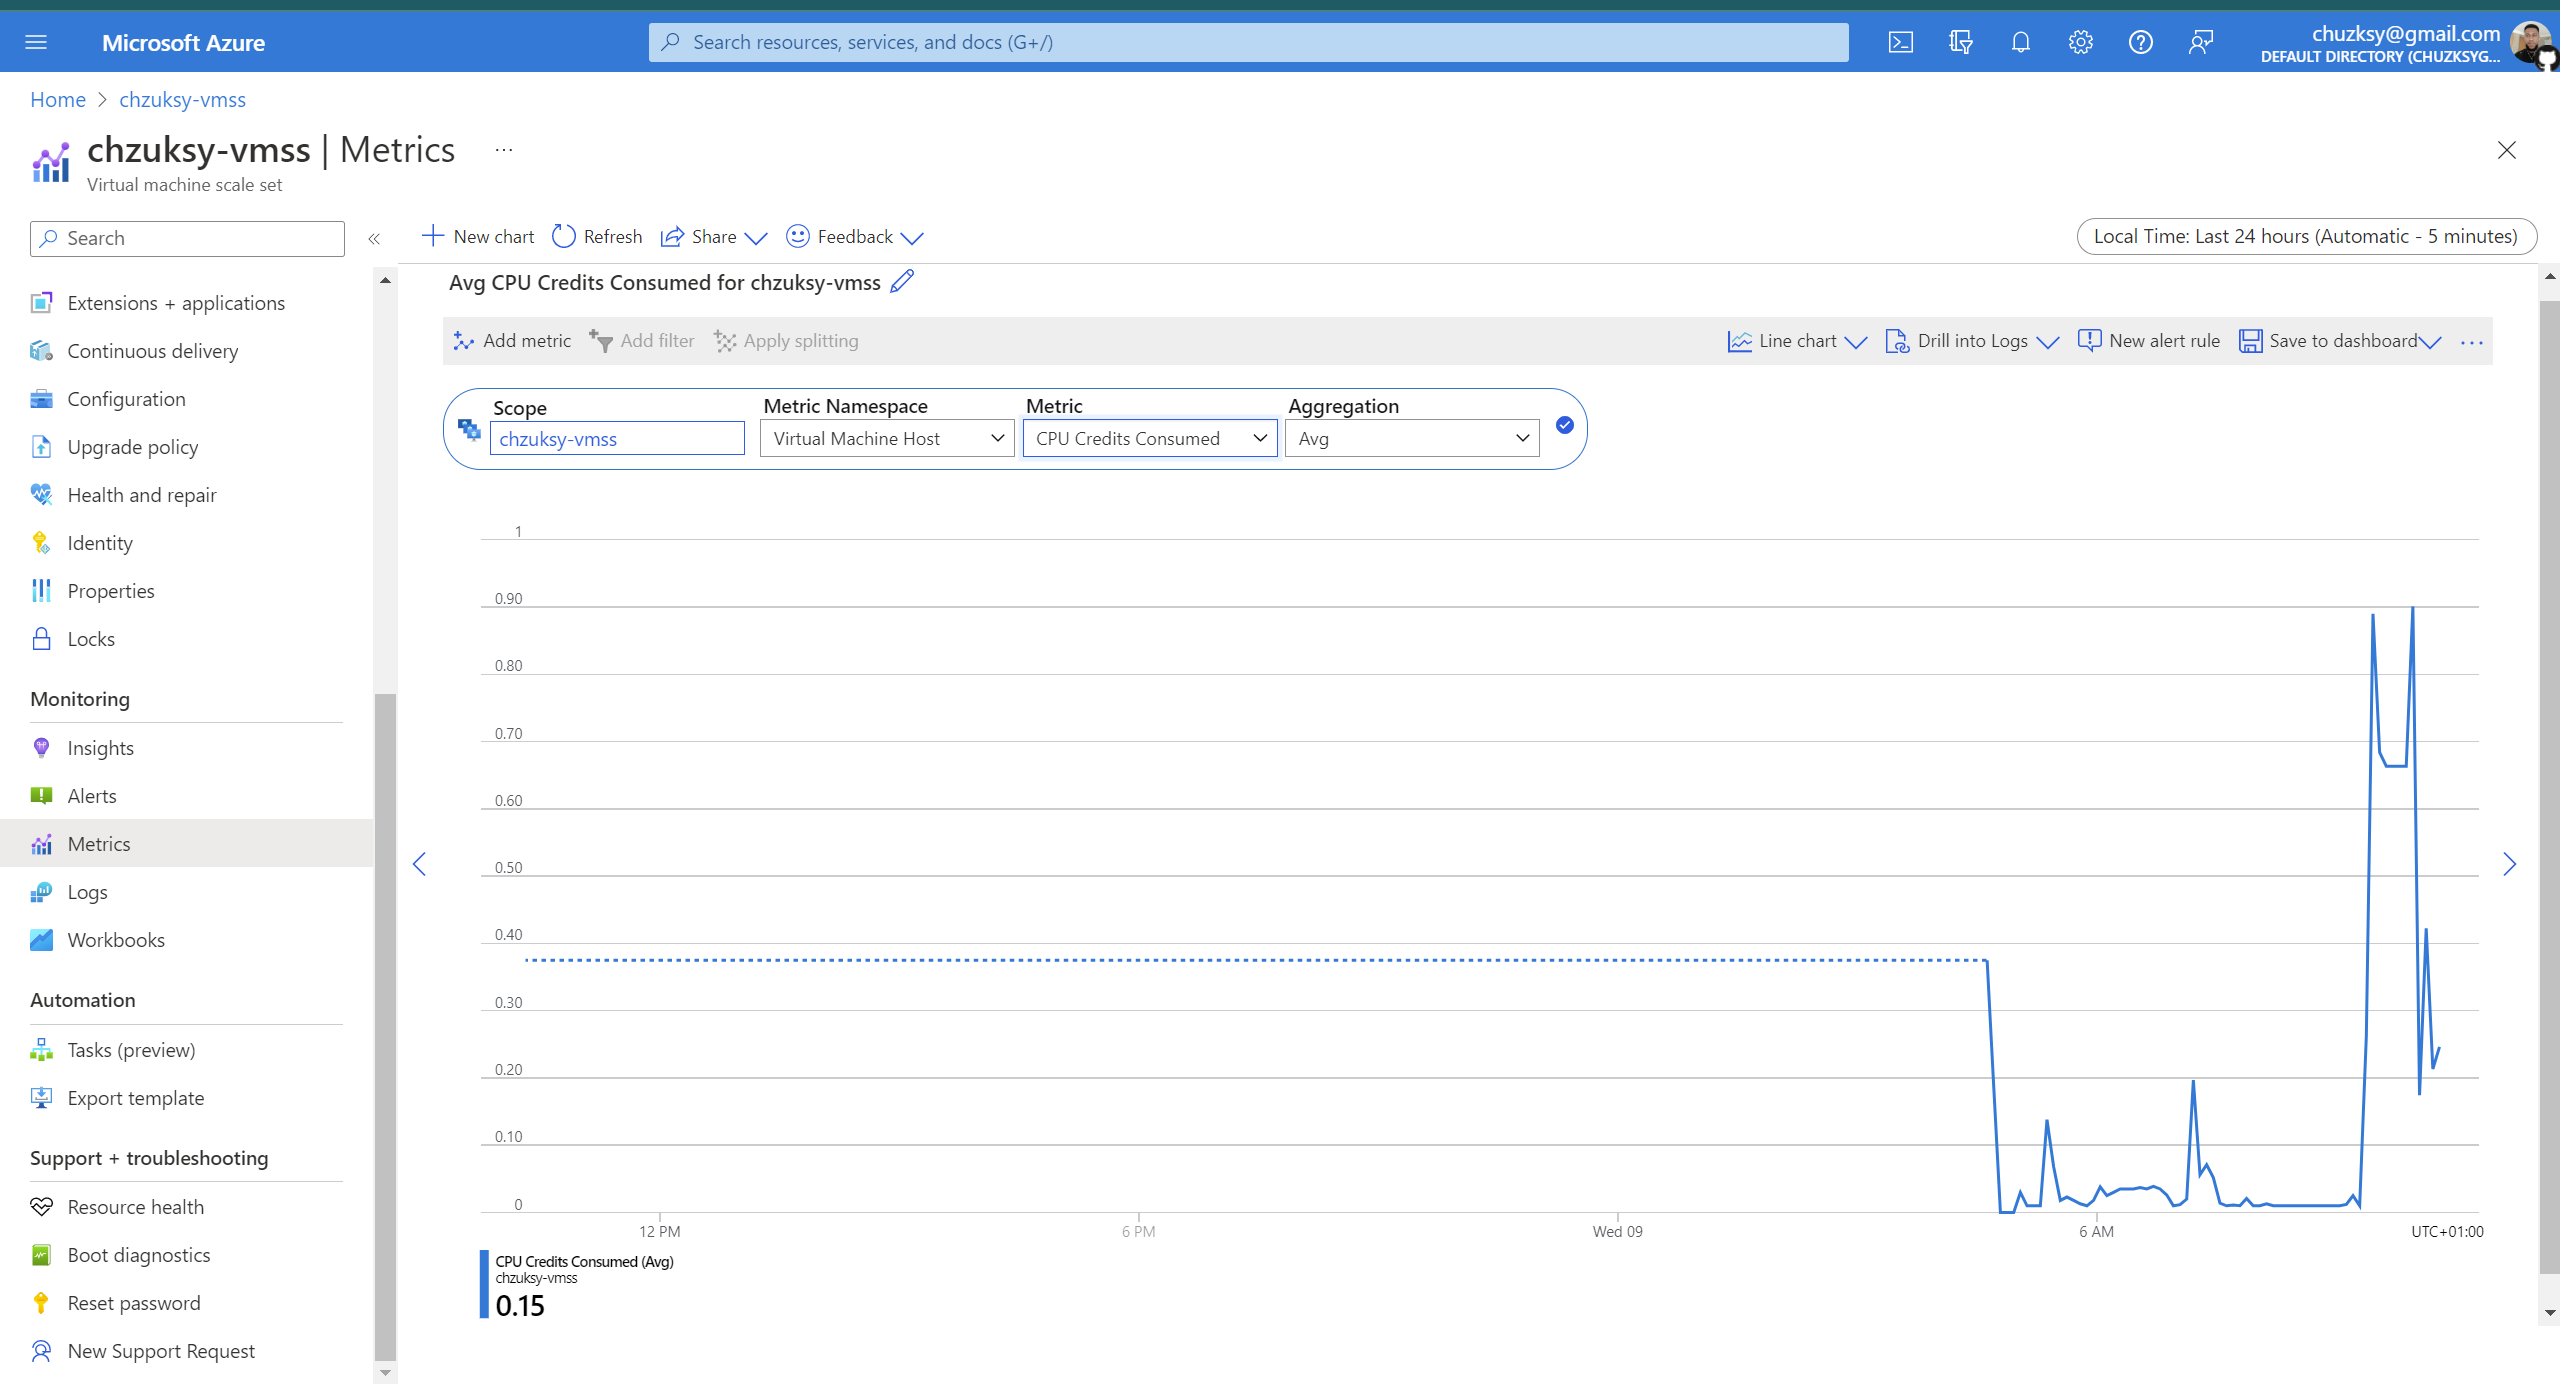 Microsoft Azure
Search resources, services, and docs (G+/)
chuzksy@gmail.com
DEFAULT DIRECTORY (CHUZKSYG...
Home > chzuksy-vmss
chzuksy-vmss | Metrics ...
Virtual machine scale set
Search
«
Extensions + applications
Continuous delivery
Configuration
Upgrade policy
Health and repair
Identity
Properties
Locks
Monitoring
Insights
Alerts
Metrics
Logs
Workbooks
Automation
Tasks (preview)
Export template
Support + troubleshooting
Resource health
Boot diagnostics
Reset password
New Support Request
New chart Refresh Share Feedback
Local Time: Last 24 hours (Automatic - 5 minutes)
Avg CPU Credits Consumed for chzuksy-vmss
Add metric Add filter Apply splitting
Line chart Drill into Logs New alert rule Save to dashboard ...
Scope Metric Namespace Metric Aggregation
chzuksy-vmss Virtual Machine Host CPU Credits Consumed Avg
1
0.90
0.80
0.70
0.60
0.50
0.40
0.30
0.20
0.10
0
12 PM 6 PM Wed 09 6 AM UTC+01:00
CPU Credits Consumed (Avg)
chzuksy-vmss
0.15